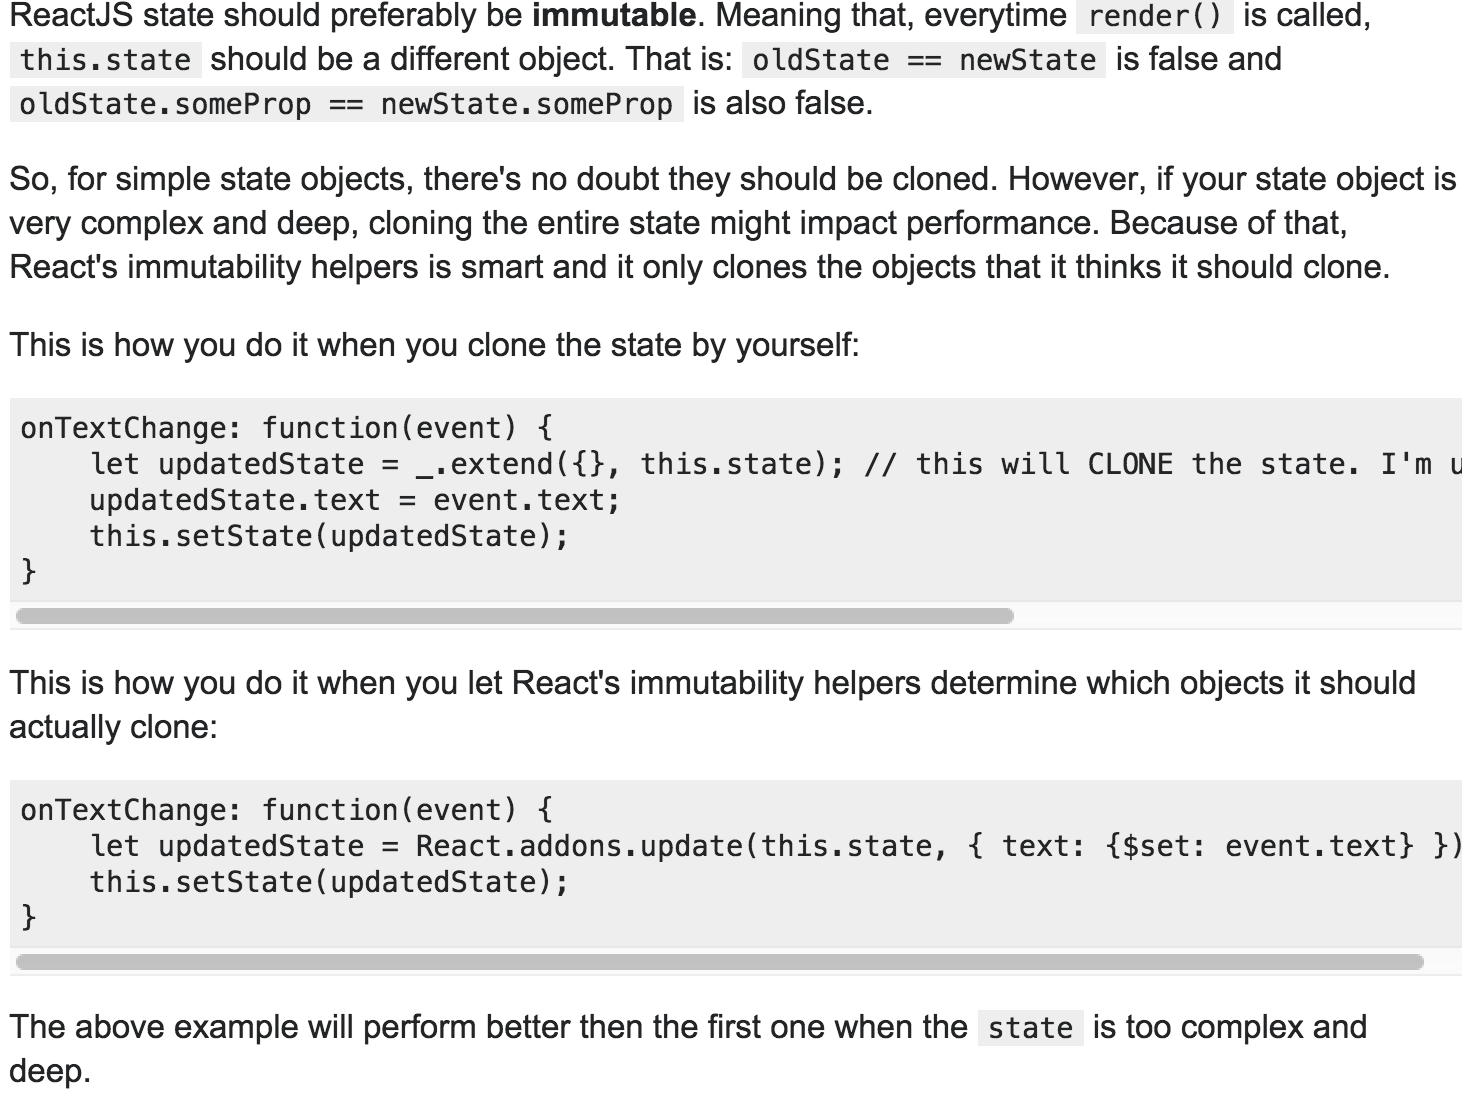 ReactJS state should preferably be immutable. Meaning that, everytime render() is called,
this.state should be a different object. That is: oldState == newState is false and
oldState.someProp == newState.someProp is also false.
So, for simple state objects, there's no doubt they should be cloned. However, if your state object is
very complex and deep, cloning the entire state might impact performance. Because of that,
React's immutability helpers is smart and it only clones the objects that it thinks it should clone.
This is how you do it when you clone the state by yourself:
onTextChange: function(event) {
    let updatedState = _.extend({}, this.state); // this will CLONE the state. I'm u
    updatedState.text = event.text;
    this.setState(updatedState);
}
This is how you do it when you let React's immutability helpers determine which objects it should
actually clone:
onTextChange: function(event) {
    let updatedState = React.addons.update(this.state, { text: {$set: event.text} })
    this.setState(updatedState);
}
The above example will perform better then the first one when the state is too complex and
deep.